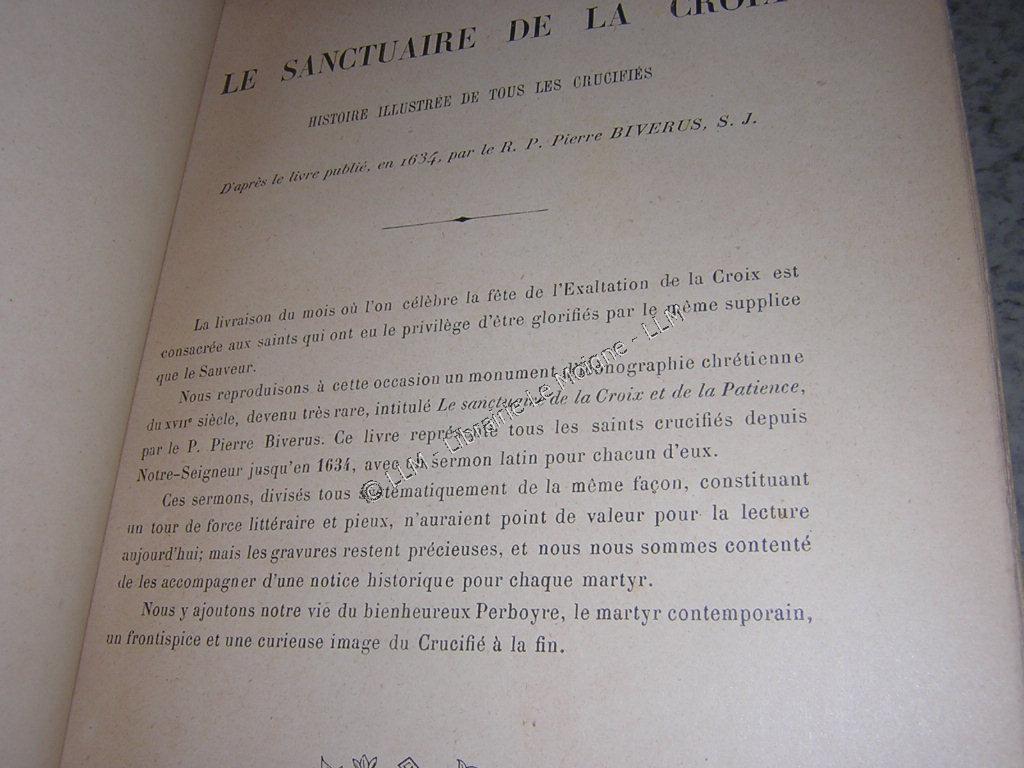 LE SANCTUAIRE DE LA CROIX
HISTOIRE ILLUSTRÉE DE TOUS LES CRUCIFIÉS
D'après le livre publié, en 1634, par le R. P. Pierre BIVERUS, S. J.
La livraison du mois où l'on célèbre la fête de l'Exaltation de la Croix est
consacrée aux saints qui ont eu le privilège d'être glorifiés par le même supplice
que le Sauveur.
Nous reproduisons à cette occasion un monument d'iconographie chrétienne
du XVIIe siècle, devenu très rare, intitulé Le sanctuaire de la Croix et de la Patience,
par le P. Pierre Biverus. Ce livre représente tous les saints crucifiés depuis
Notre-Seigneur jusqu'en 1634, avec un sermon latin pour chacun d'eux.
Ces sermons, divisés tous systématiquement de la même façon, constituant
un tour de force littéraire et pieux, n'auraient point de valeur pour la lecture
aujourd'hui; mais les gravures restent précieuses, et nous nous sommes contenté
de les accompagner d'une notice historique pour chaque martyr.
Nous y ajoutons notre vie du bienheureux Perboyre, le martyr contemporain,
un frontispice et une curieuse image du Crucifié à la fin.
© LLM - Librairie Le Moigne - LLM